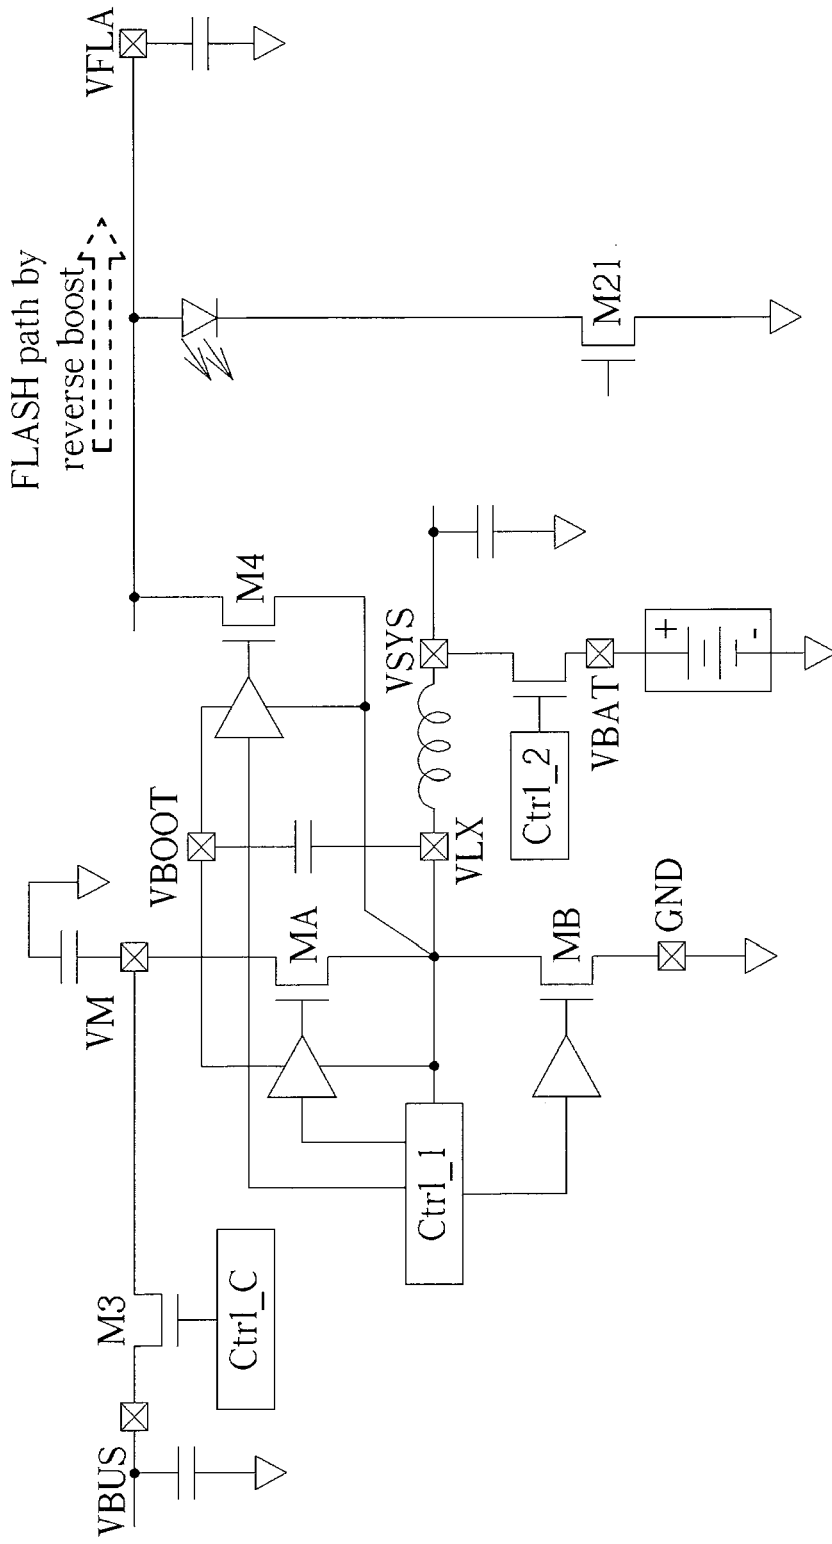 FLASH path by
reverse boost
VFLA
VBUS
M3
Ctrl_C
VM
VBOOT
M4
MA
VLX
VSYS
M21
Ctrl_1
MB
GND
Ctrl_2
VBAT
+
-